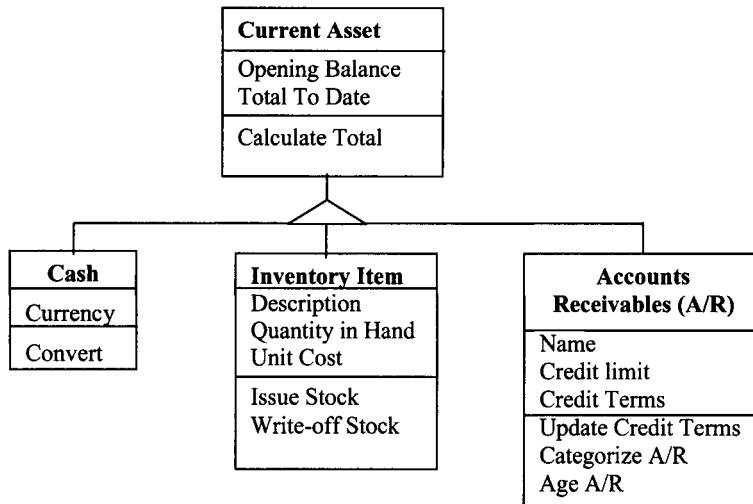 Current Asset
Opening Balance
Total To Date
Calculate Total
Cash
Currency
Convert
Inventory Item
Description
Quantity in Hand
Unit Cost
Issue Stock
Write-off Stock
Accounts
Receivables (A/R)
Name
Credit limit
Credit Terms
Update Credit Terms
Categorize A/R
Age A/R